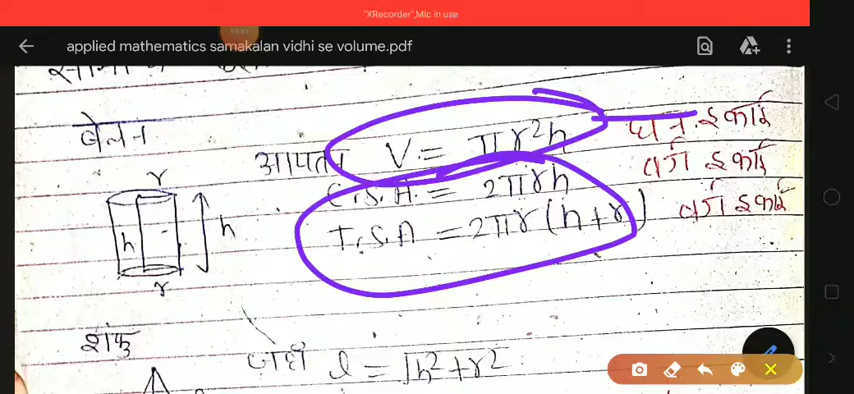 "XRecorder",Mic in use
applied mathematics samakalan vidhi se volume.pdf
बेलन
आयतन V = πr²h घन इकाई
C.S.A. = 2πrh वर्ग इकाई
T.S.A = 2πr(h+r) वर्ग इकाई
r
h h
r
शंकु
जहाँ l = √h²+r²